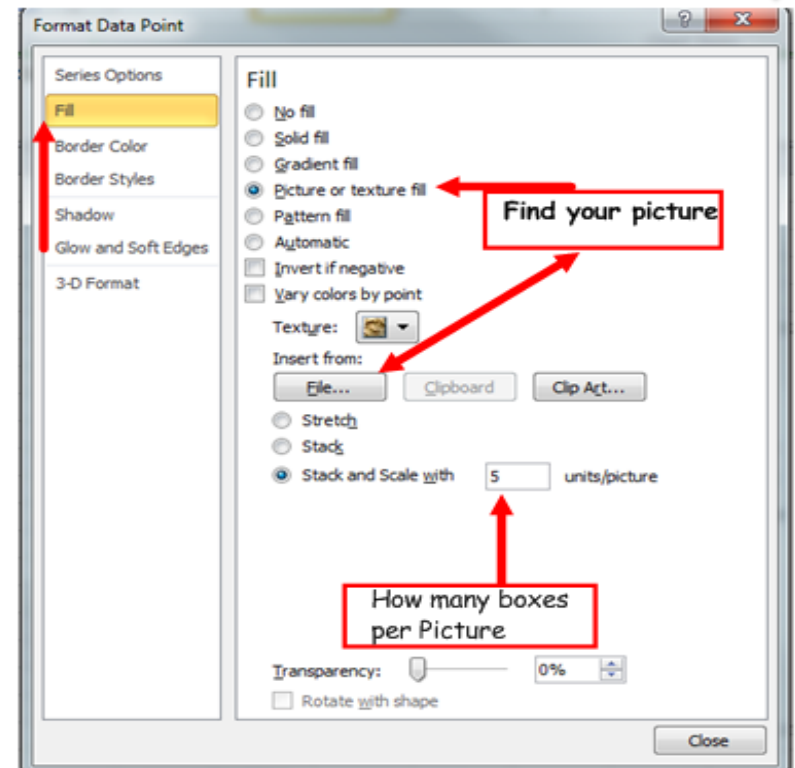 Format Data Point
Series Options
Fill
Border Color
Border Styles
Shadow
Glow and Soft Edges
3-D Format
Fill
No fill
Solid fill
Gradient fill
Picture or texture fill
Pattern fill
Automatic
Invert if negative
Vary colors by point
Find your picture
Texture:
Insert from:
File...
Clipboard
Clip Art...
Stretch
Stack
Stack and Scale with 5 units/picture
How many boxes
per Picture
Transparency: 0%
Rotate with shape
Close